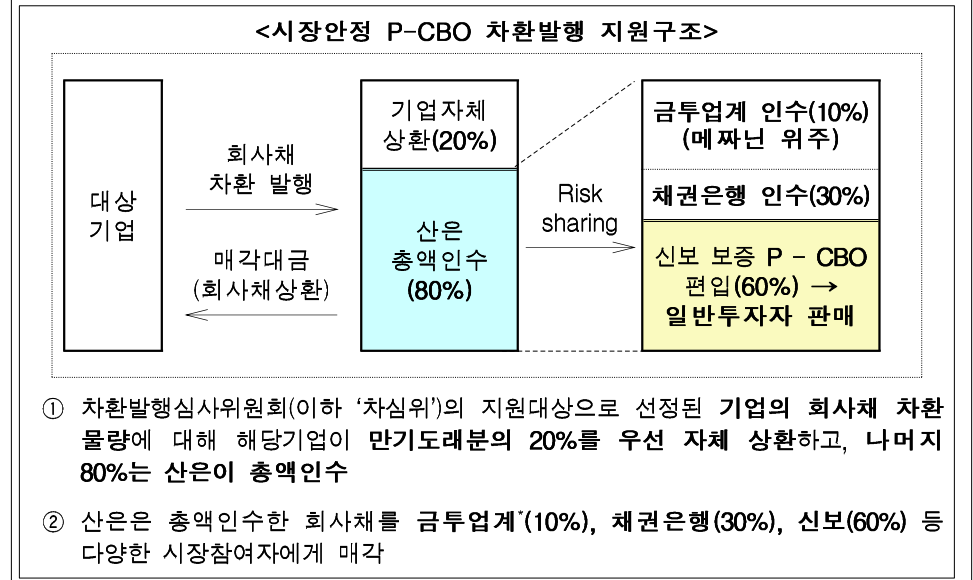 <시장안정 P-CBO 차환발행 지원구조>
대상
기업
회사채
차환 발행
매각대금
(회사채상환)
기업자체
상환(20%)
산은
총액인수
(80%)
Risk
sharing
금투업계 인수(10%)
(메짜닌 위주)
채권은행 인수(30%)
신보 보증 P - CBO
편입(60%) →
일반투자자 판매
① 차환발행심사위원회(이하 ‘차심위’)의 지원대상으로 선정된 기업의 회사채 차환
물량에 대해 해당기업이 만기도래분의 20%를 우선 자체 상환하고, 나머지
80%는 산은이 총액인수
② 산은은 총액인수한 회사채를 금투업계*(10%), 채권은행(30%), 신보(60%) 등
다양한 시장참여자에게 매각